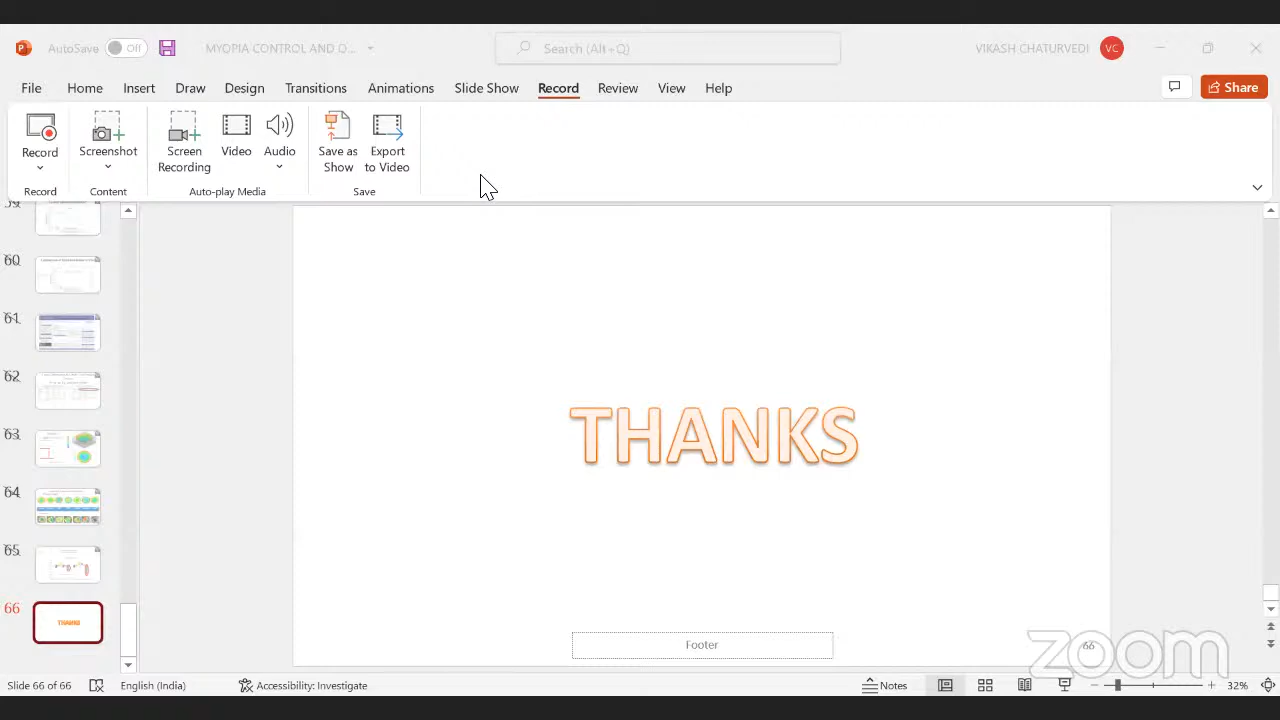 AutoSave Off MYOPIA CONTROL AND O... Search (Alt+Q) VIKASH CHATURVEDI VC
File Home Insert Draw Design Transitions Animations Slide Show Record Review View Help Share
Record Screenshot Screen Recording Video Audio Save as Show Export to Video
Record Content Auto-play Media Save
59
60
61
62
63
64
65
66
THANKS
THANKS
Footer
66
zoom
Slide 66 of 66 English (India) Accessibility: Investigate Notes 32%